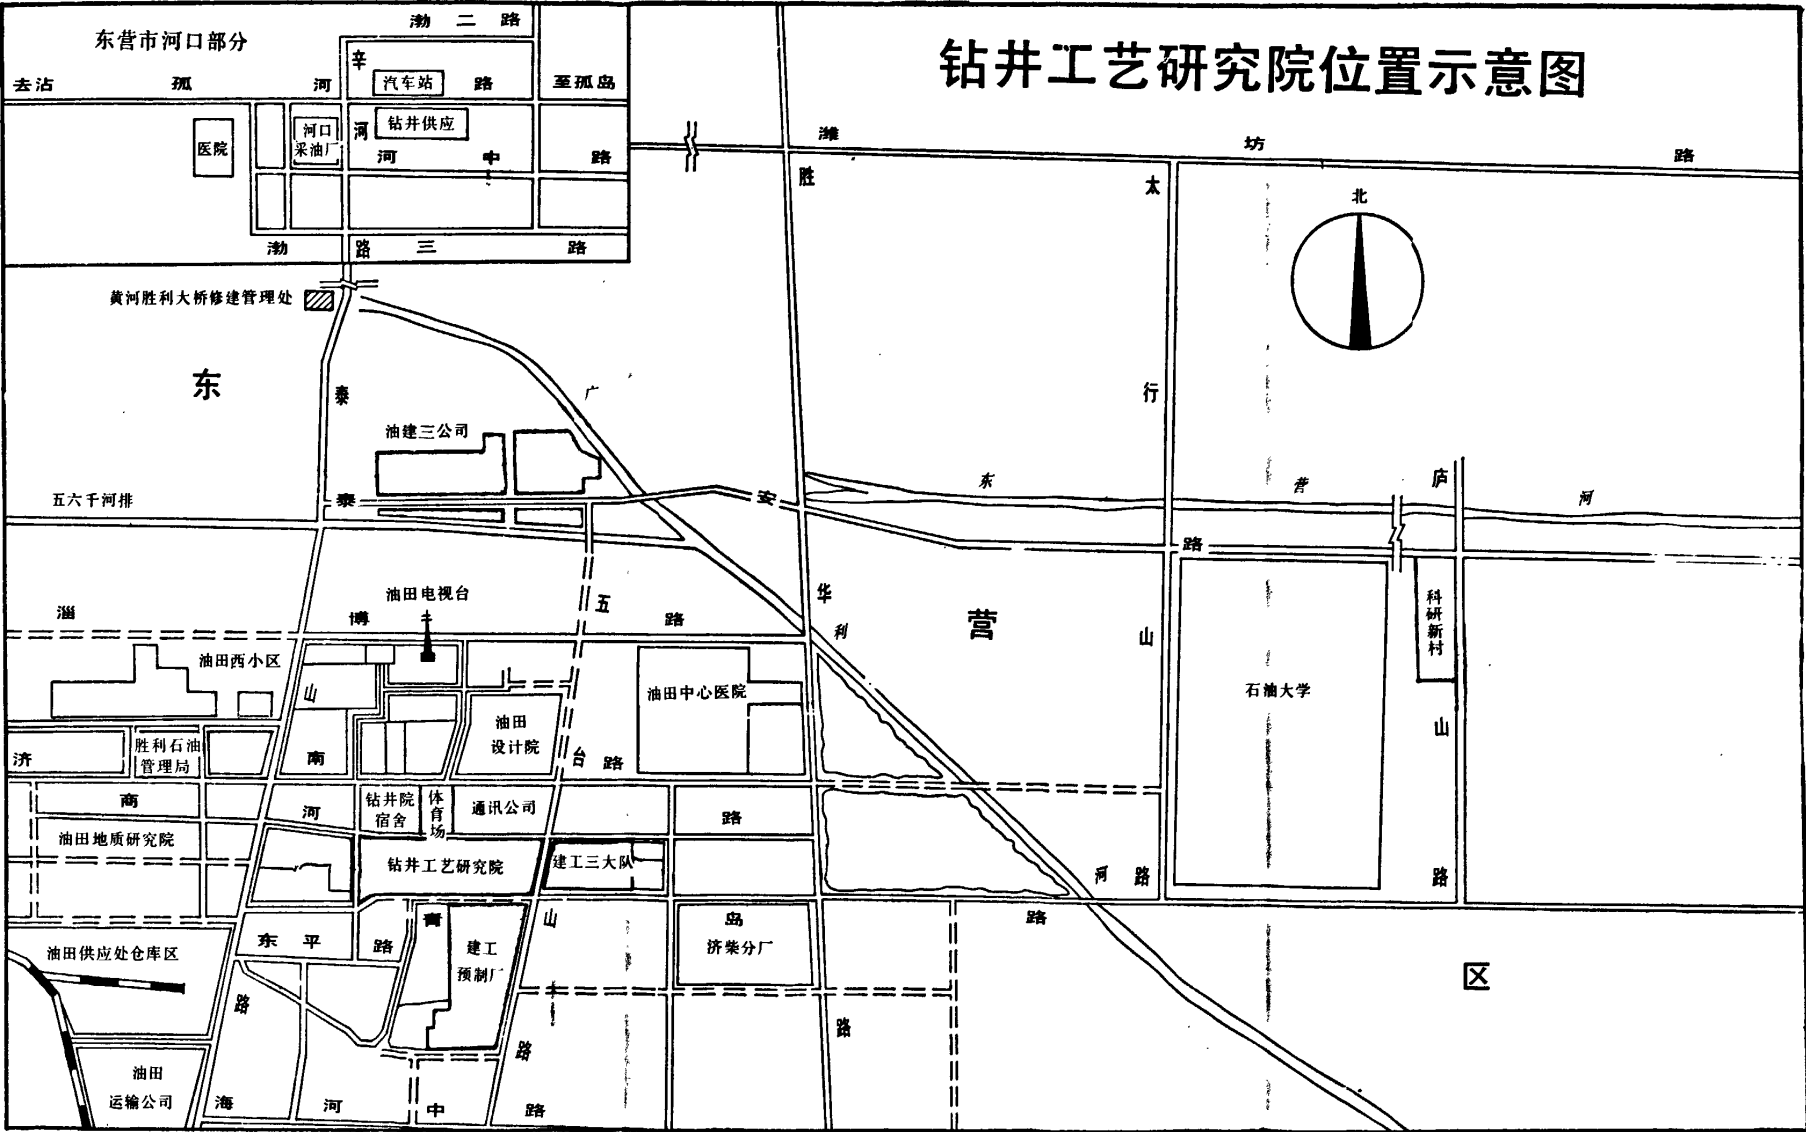 钻井工艺研究院位置示意图
东营市河口部分
渤二路
去沾
孤河路
至孤岛
辛河路
汽车站
钻井供应
河口
采油厂
医院
河中路
渤三路
潍坊路
北
黄河胜利大桥修建管理处
东营区
泰山路
胜华路
太行山路
庐山路
广利河
东营河
油建三公司
五六干河排
泰安路
油田电视台
淄博路
五台山路
油田西小区
油田中心医院
科研新村
石油大学
油田
设计院
胜利石油
管理局
济南路
商河路
钻井院
宿舍
体育场
通讯公司
油田地质研究院
钻井工艺研究院
建工三大队
青岛路
东平路
济柴分厂
建工
预制厂
油田供应处仓库区
油田
运输公司
海河中路